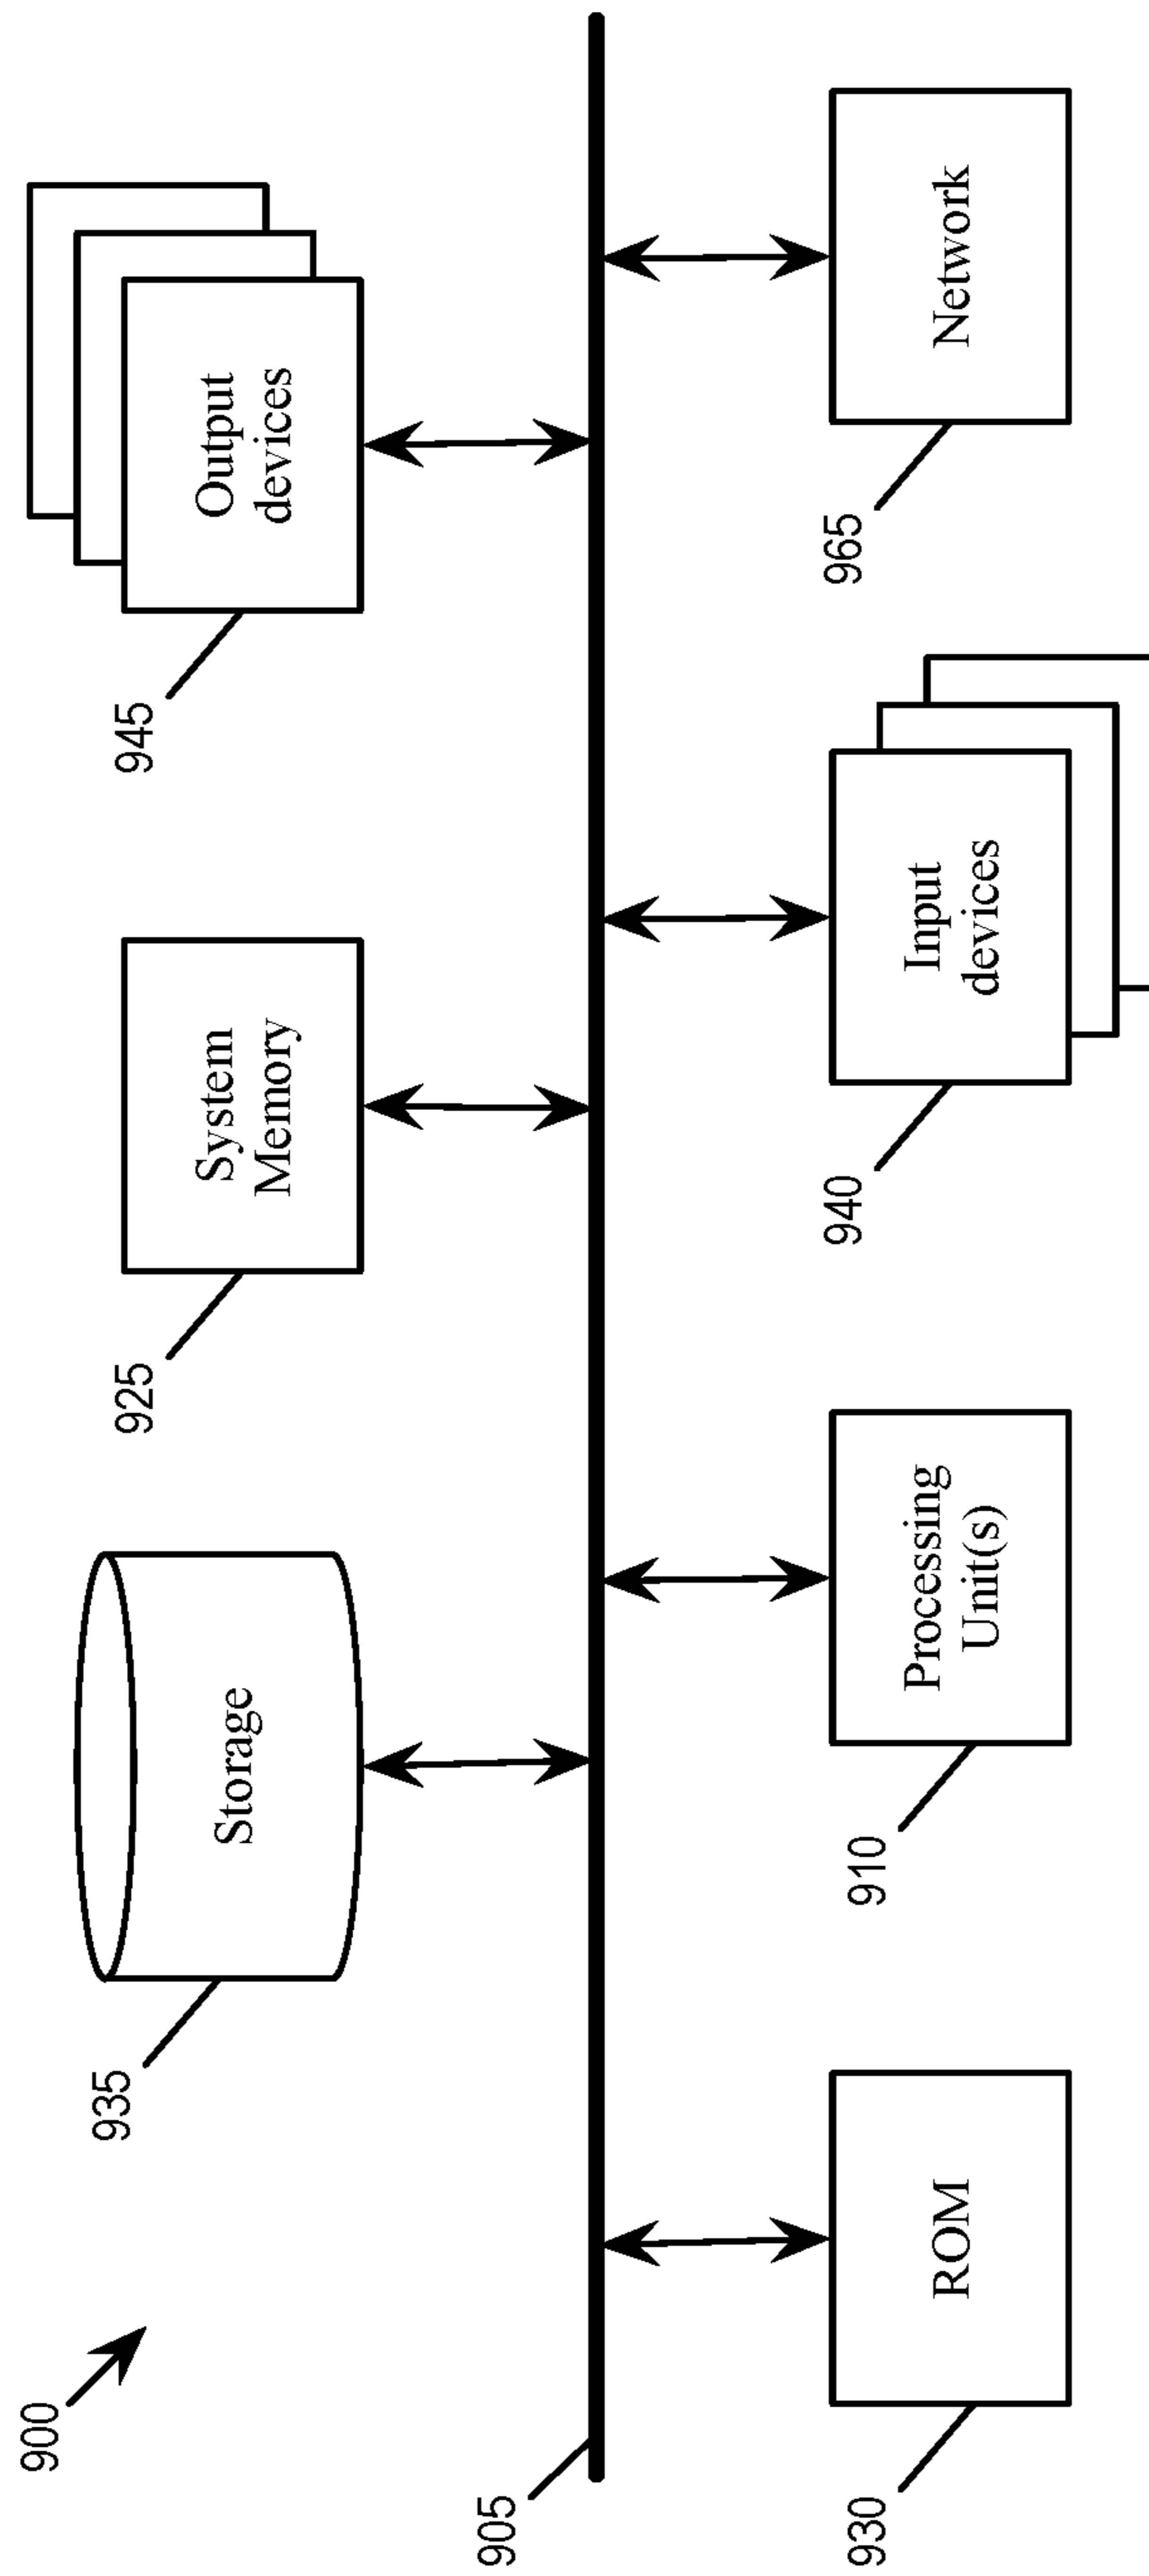 900
935
Storage
925
System
Memory
945
Output
devices
905
930
ROM
910
Processing
Unit(s)
940
Input
devices
965
Network